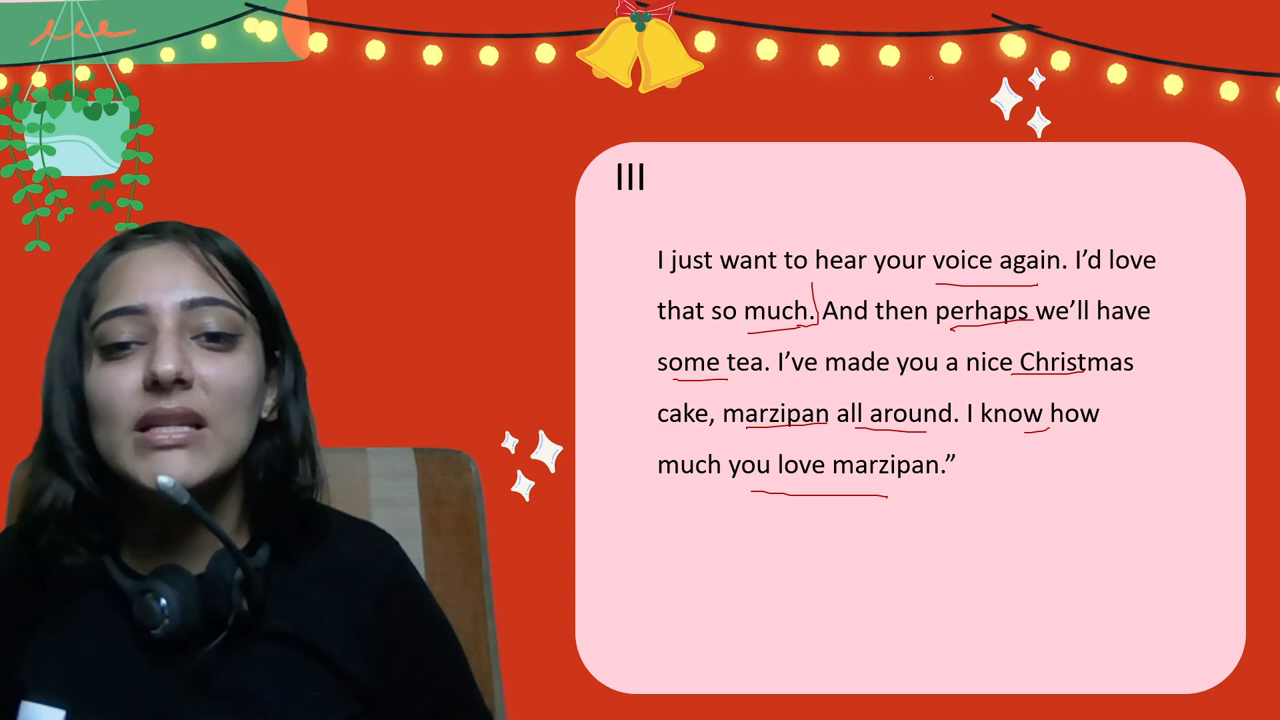 III
I just want to hear your voice again. I’d love
that so much. And then perhaps we’ll have
some tea. I’ve made you a nice Christmas
cake, marzipan all around. I know how
much you love marzipan.”